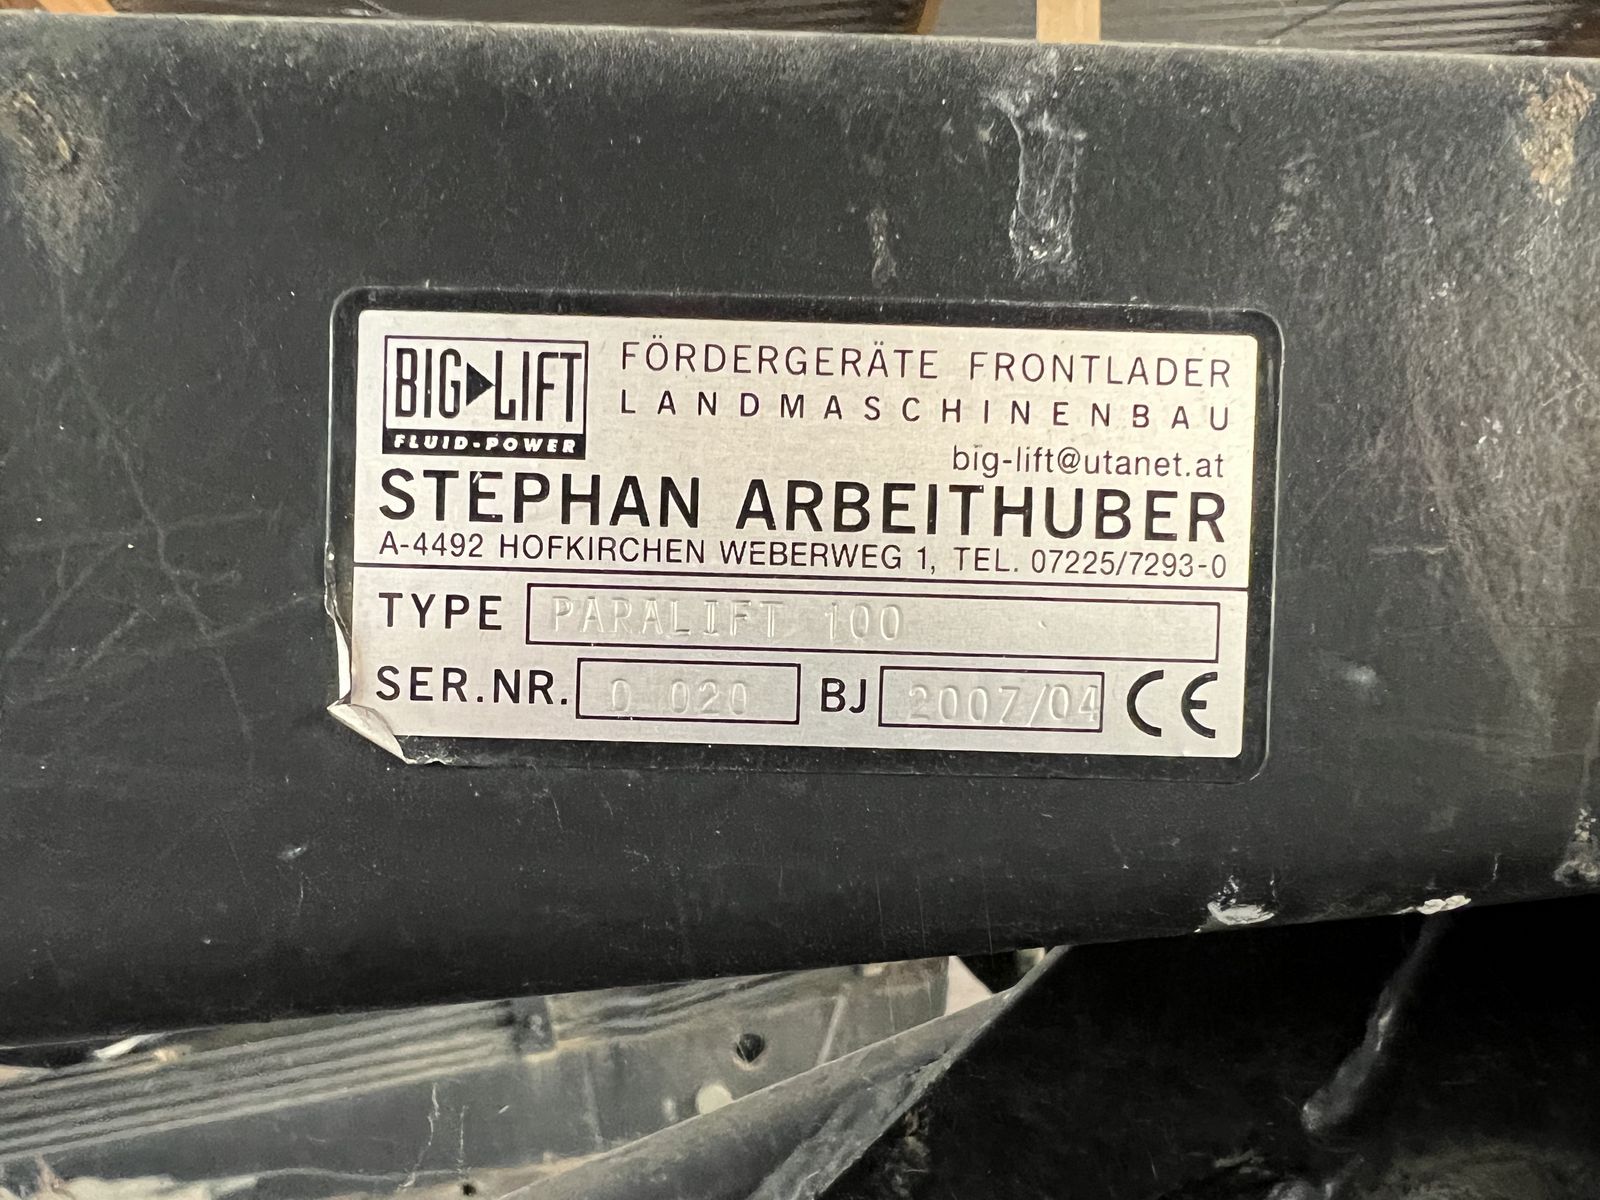 BIG▶LIFT
FLUID-POWER
FÖRDERGERÄTE FRONTLADER
LANDMASCHINENBAU
big-lift@utanet.at
STEPHAN ARBEITHUBER
A-4492 HOFKIRCHEN WEBERWEG 1, TEL. 07225/7293-0
TYPE PARALIFT 100
SER.NR. 0 020 BJ 2007/04 CE